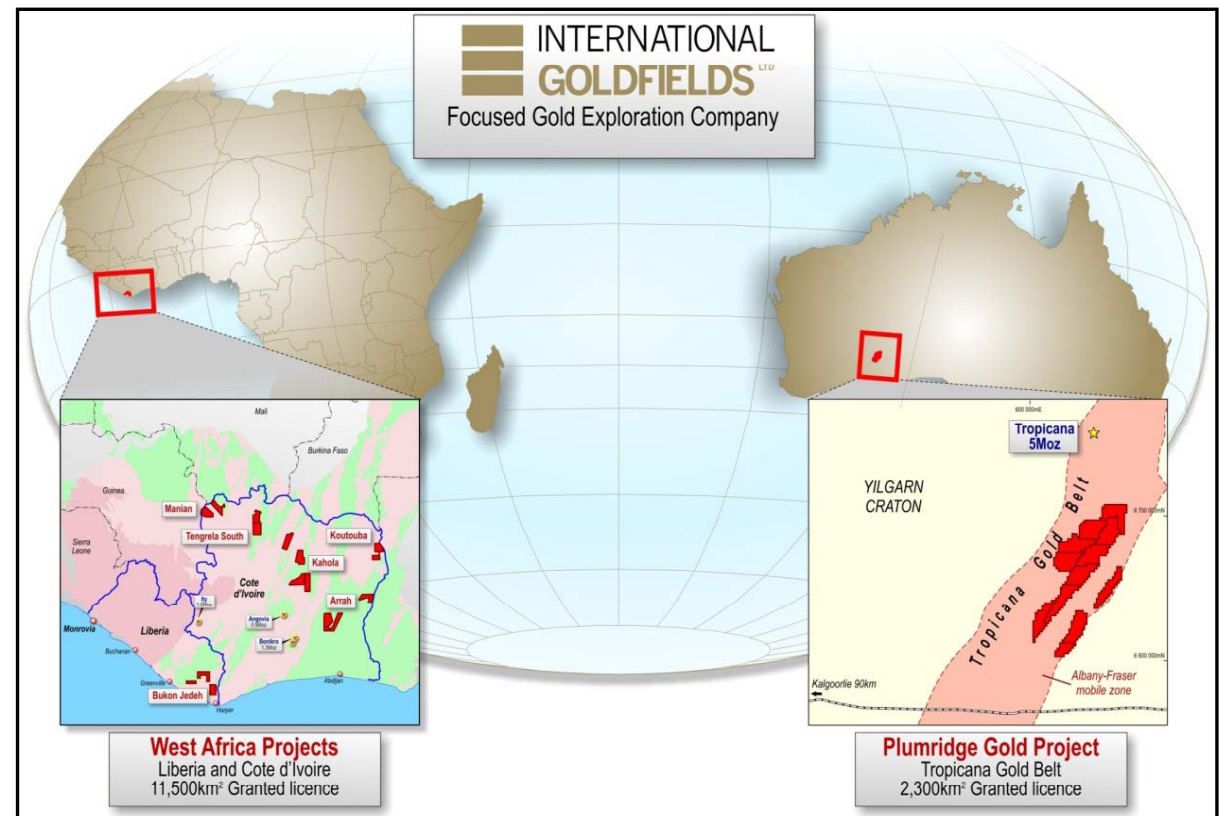 INTERNATIONAL
GOLDFIELDS LTD
Focused Gold Exploration Company
Mali
Burkina Faso
Guinea
Manian
Tengrela South
Koutouba
Sierra
Leone
Kahola
Cote
d'Ivoire
Ity
Arrah
Angovia
Monrovia
Liberia
Bonikro
Buchanan
Greenville
Abidjan
Bukon Jedeh
Harper
West Africa Projects
Liberia and Cote d'Ivoire
11,500km² Granted licence
600 000mE
Tropicana
5Moz
YILGARN
CRATON
6 700 000mN
Tropicana Gold Belt
6 600 000mN
Albany-Fraser
mobile zone
Kalgoorlie 90km
Plumridge Gold Project
Tropicana Gold Belt
2,300km² Granted licence